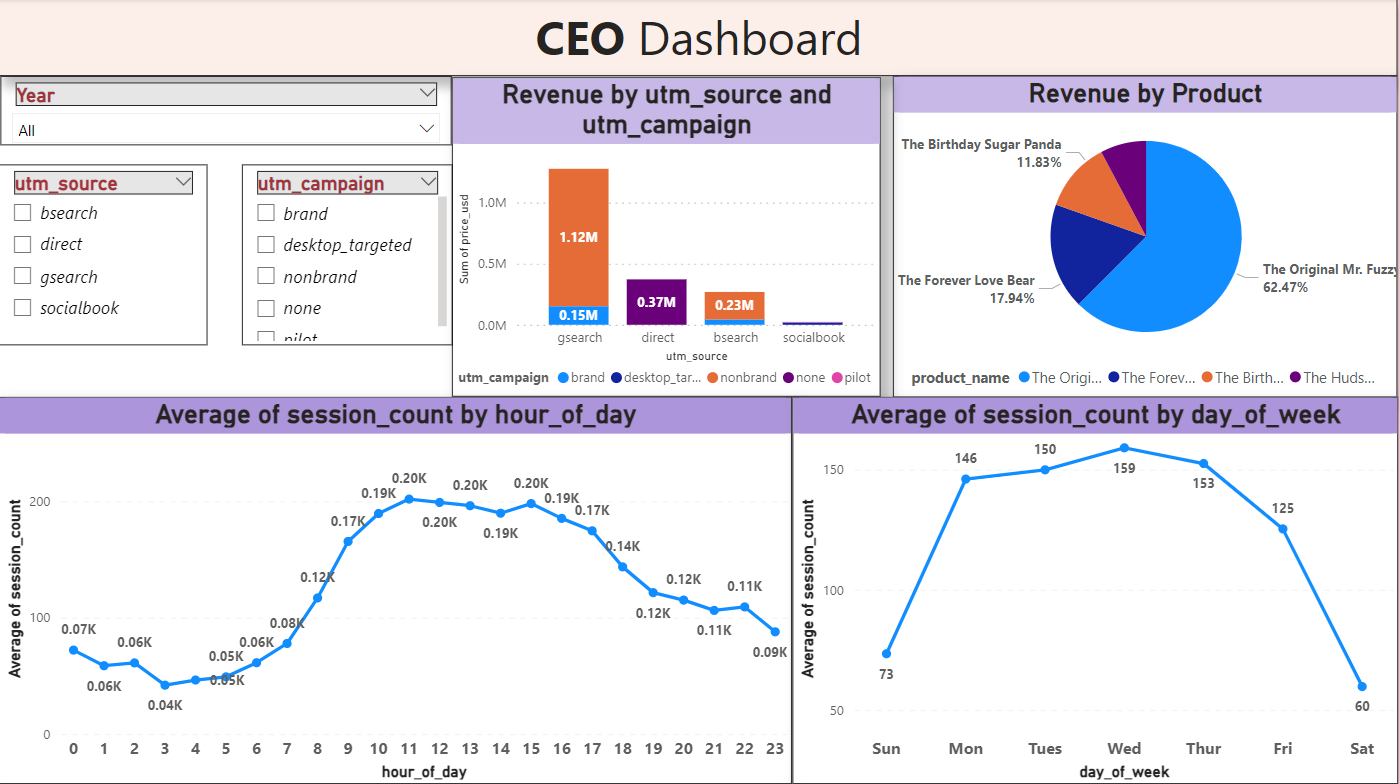 CEO Dashboard
Year
All
utm_source
bsearch
direct
gsearch
socialbook
utm_campaign
brand
desktop_targeted
nonbrand
none
pilot
Revenue by utm_source and
utm_campaign
Sum of price_usd
1.0M
0.5M
0.0M
1.12M
0.15M
0.37M
0.23M
gsearch
direct
bsearch
socialbook
utm_source
utm_campaign brand desktop_tar... nonbrand none pilot
Revenue by Product
The Birthday Sugar Panda
11.83%
The Forever Love Bear
17.94%
The Original Mr. Fuzzy
62.47%
product_name The Origi... The Forev... The Birth... The Huds...
Average of session_count by hour_of_day
Average of session_count
200
100
0
0.07K
0.06K
0.06K
0.04K
0.05K
0.05K
0.06K
0.08K
0.12K
0.17K
0.19K
0.20K
0.20K
0.20K
0.19K
0.20K
0.19K
0.17K
0.14K
0.12K
0.12K
0.11K
0.11K
0.09K
0 1 2 3 4 5 6 7 8 9 10 11 12 13 14 15 16 17 18 19 20 21 22 23
hour_of_day
Average of session_count by day_of_week
Average of session_count
150
100
50
73
146
150
159
153
125
60
Sun Mon Tues Wed Thur Fri Sat
day_of_week